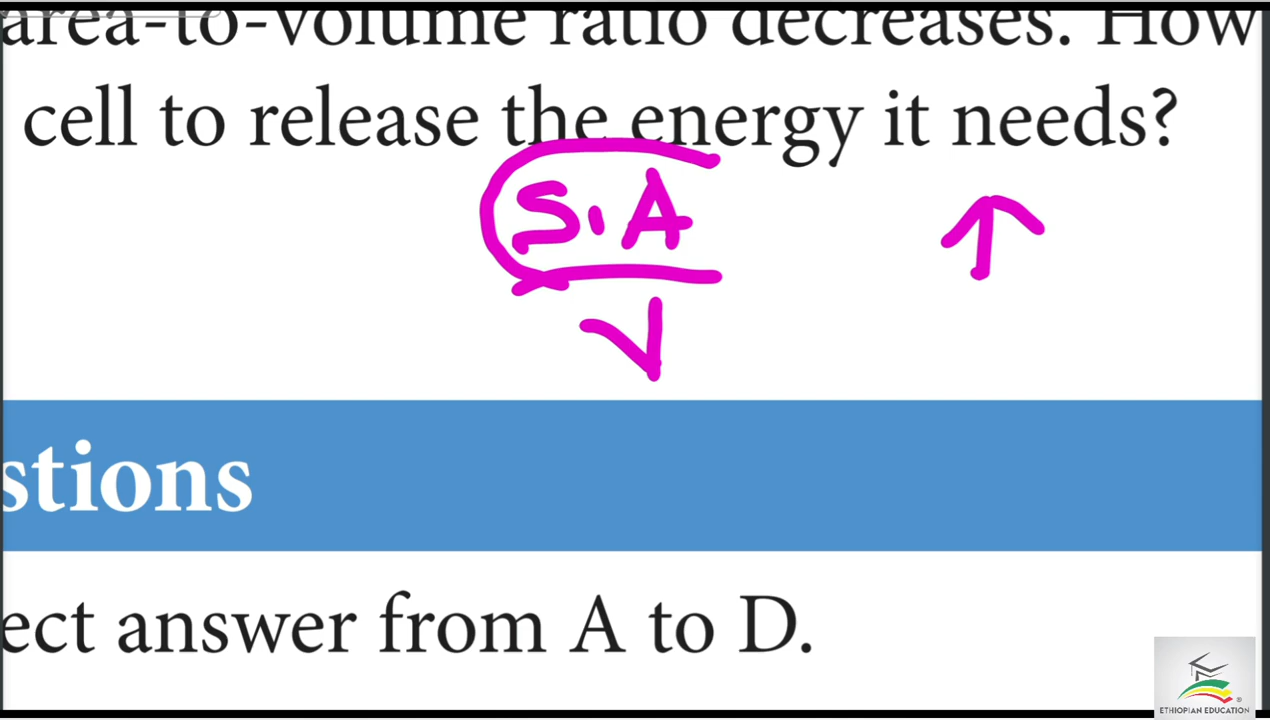 area-to-volume ratio decreases. How
cell to release the energy it needs?
S.A
V
stions
ect answer from A to D.
ETHIOPIAN EDUCATION